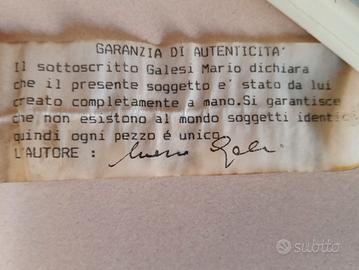 GARANZIA DI AUTENTICITA'
Il sottoscritto Galesi Mario dichiara
che il presente soggetto e' stato da lui
creato completamente a mano.Si garantisce
che non esistono al mondo soggetti identic
quindi ogni pezzo é unico.
L'AUTORE :
subito